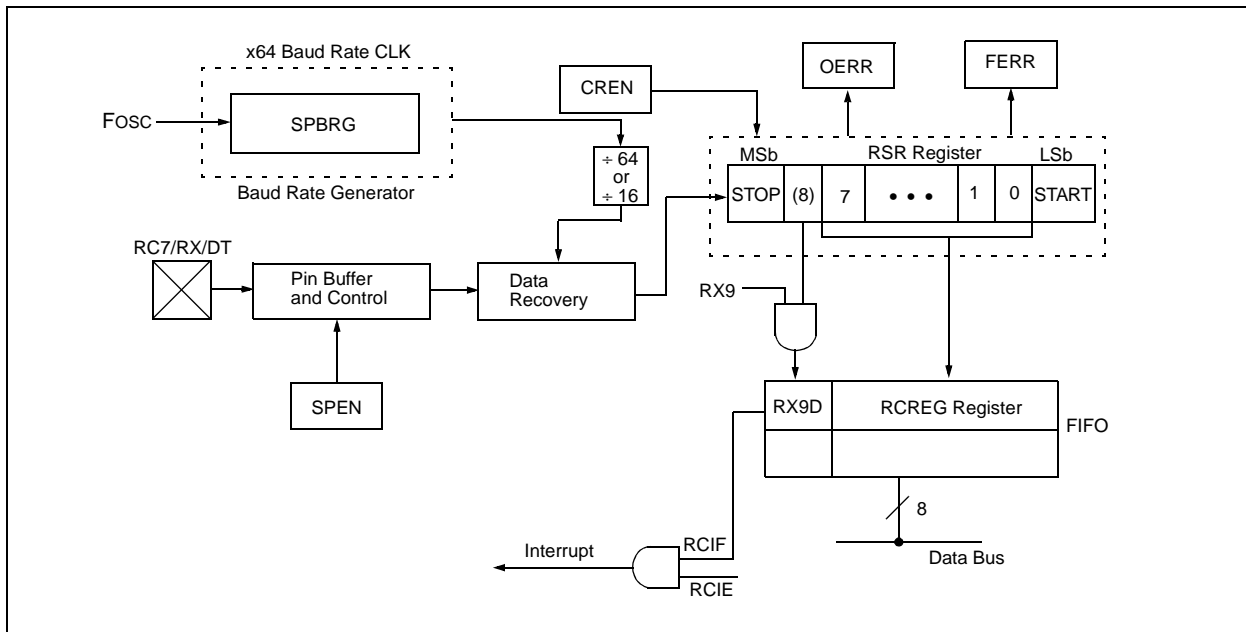 x64 Baud Rate CLK
FOSC
SPBRG
Baud Rate Generator
CREN
OERR
FERR
÷ 64
or
÷ 16
MSb
RSR Register
LSb
STOP
(8)
7
• • •
1
0
START
RC7/RX/DT
Pin Buffer
and Control
Data
Recovery
SPEN
RX9
RX9D
RCREG Register
FIFO
8
Data Bus
Interrupt
RCIF
RCIE